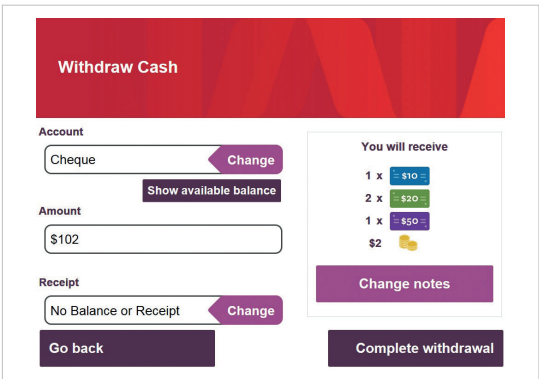 Withdraw Cash
Account
Cheque
Change
Show available balance
Amount
$102
Receipt
No Balance or Receipt
Change
Go back
You will receive
1 x $10
2 x $20
1 x $50
$2
Change notes
Complete withdrawal